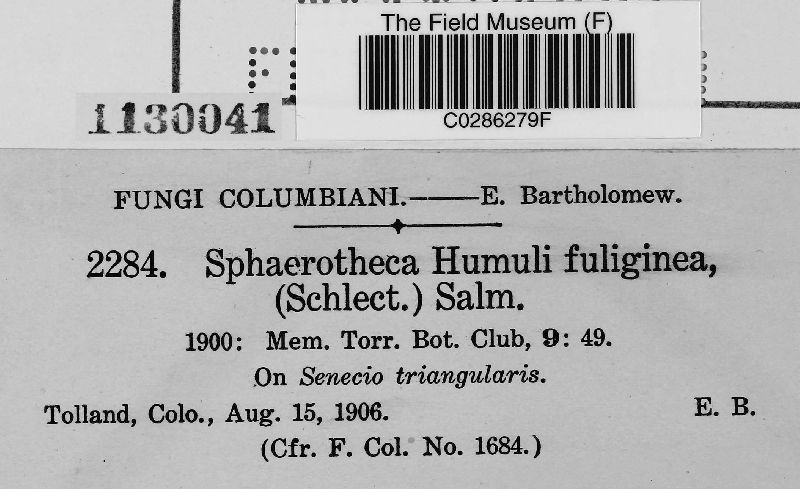 The Field Museum (F)
C0286279F
1130041
FUNGI COLUMBIANI.——E. Bartholomew.
2284. Sphaerotheca Humuli fuliginea,
(Schlect.) Salm.
1900: Mem. Torr. Bot. Club, 9: 49.
On Senecio triangularis.
Tolland, Colo., Aug. 15, 1906. E. B.
(Cfr. F. Col. No. 1684.)